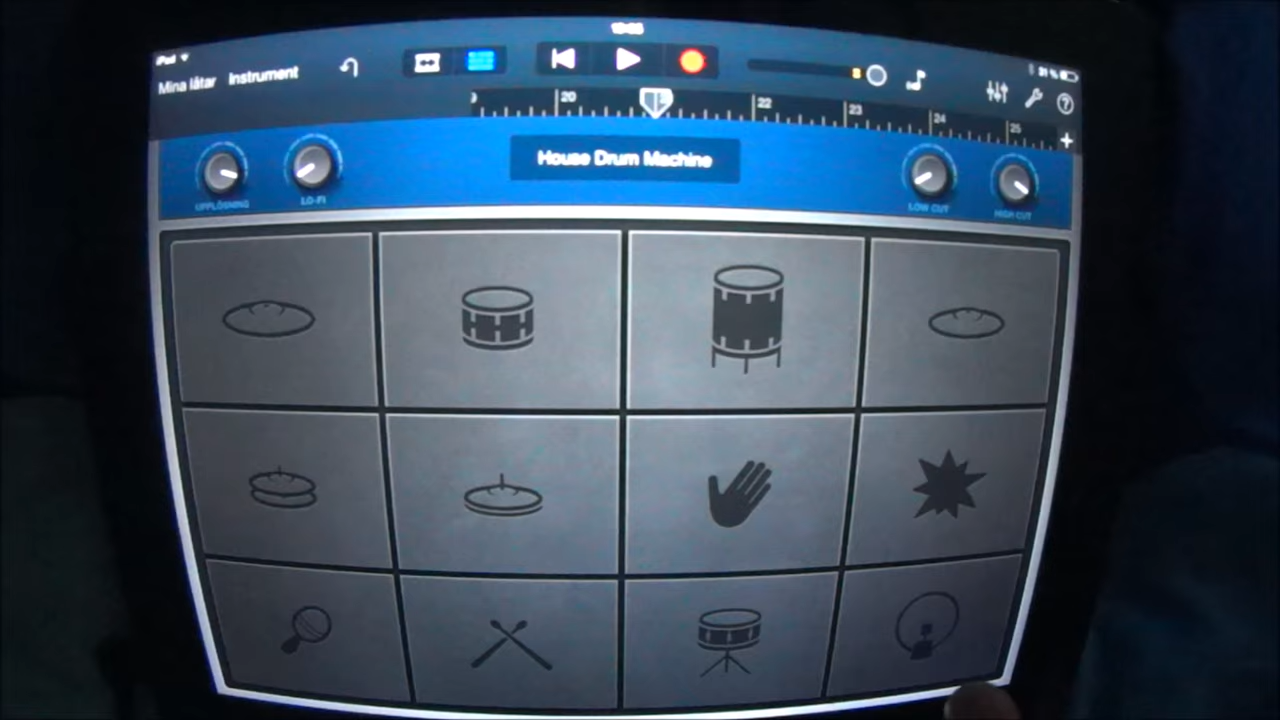 iPad
Mina låtar
Instrument
31 %
20
22
23
24
25
House Drum Machine
UPPLÖSNING
LO-FI
LOW CUT
HIGH CUT